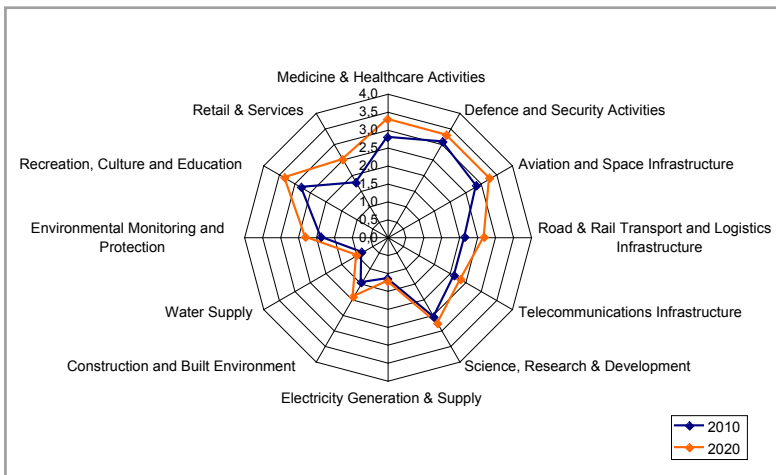 Medicine & Healthcare Activities
4,0
3,5
3,0
2,5
2,0
1,5
1,0
0,5
0,0
Retail & Services
Defence and Security Activities
Recreation, Culture and Education
Aviation and Space Infrastructure
Environmental Monitoring and
Protection
Road & Rail Transport and Logistics
Infrastructure
Water Supply
Telecommunications Infrastructure
Construction and Built Environment
Science, Research & Development
Electricity Generation & Supply
2010
2020